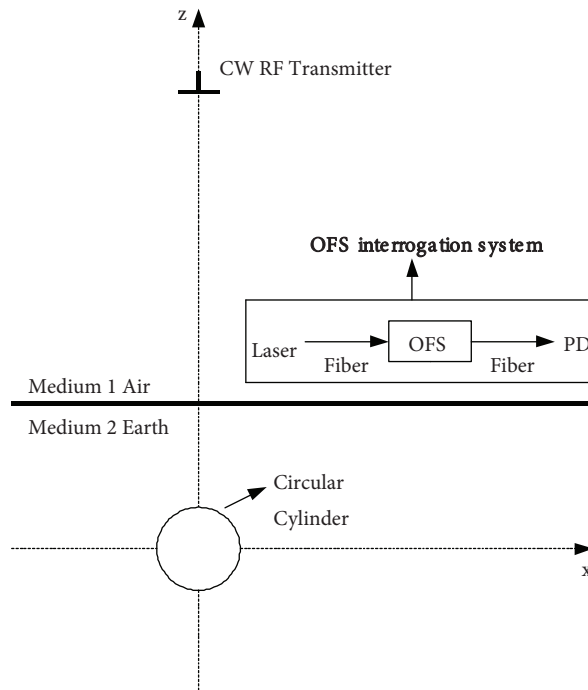 z
CW RF Transmitter
OFS interrogation system
Laser
Fiber
OFS
Fiber
PD
Medium 1 Air
Medium 2 Earth
Circular
Cylinder
x